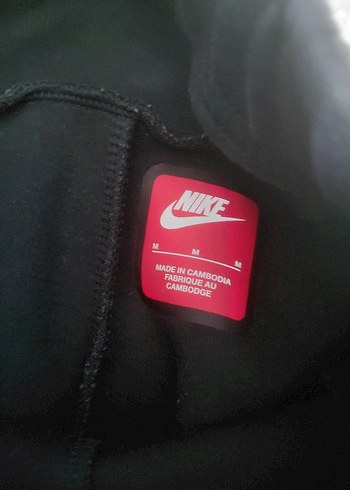 NIKE
M M M
MADE IN CAMBODIA
FABRIQUE AU
CAMBODGE